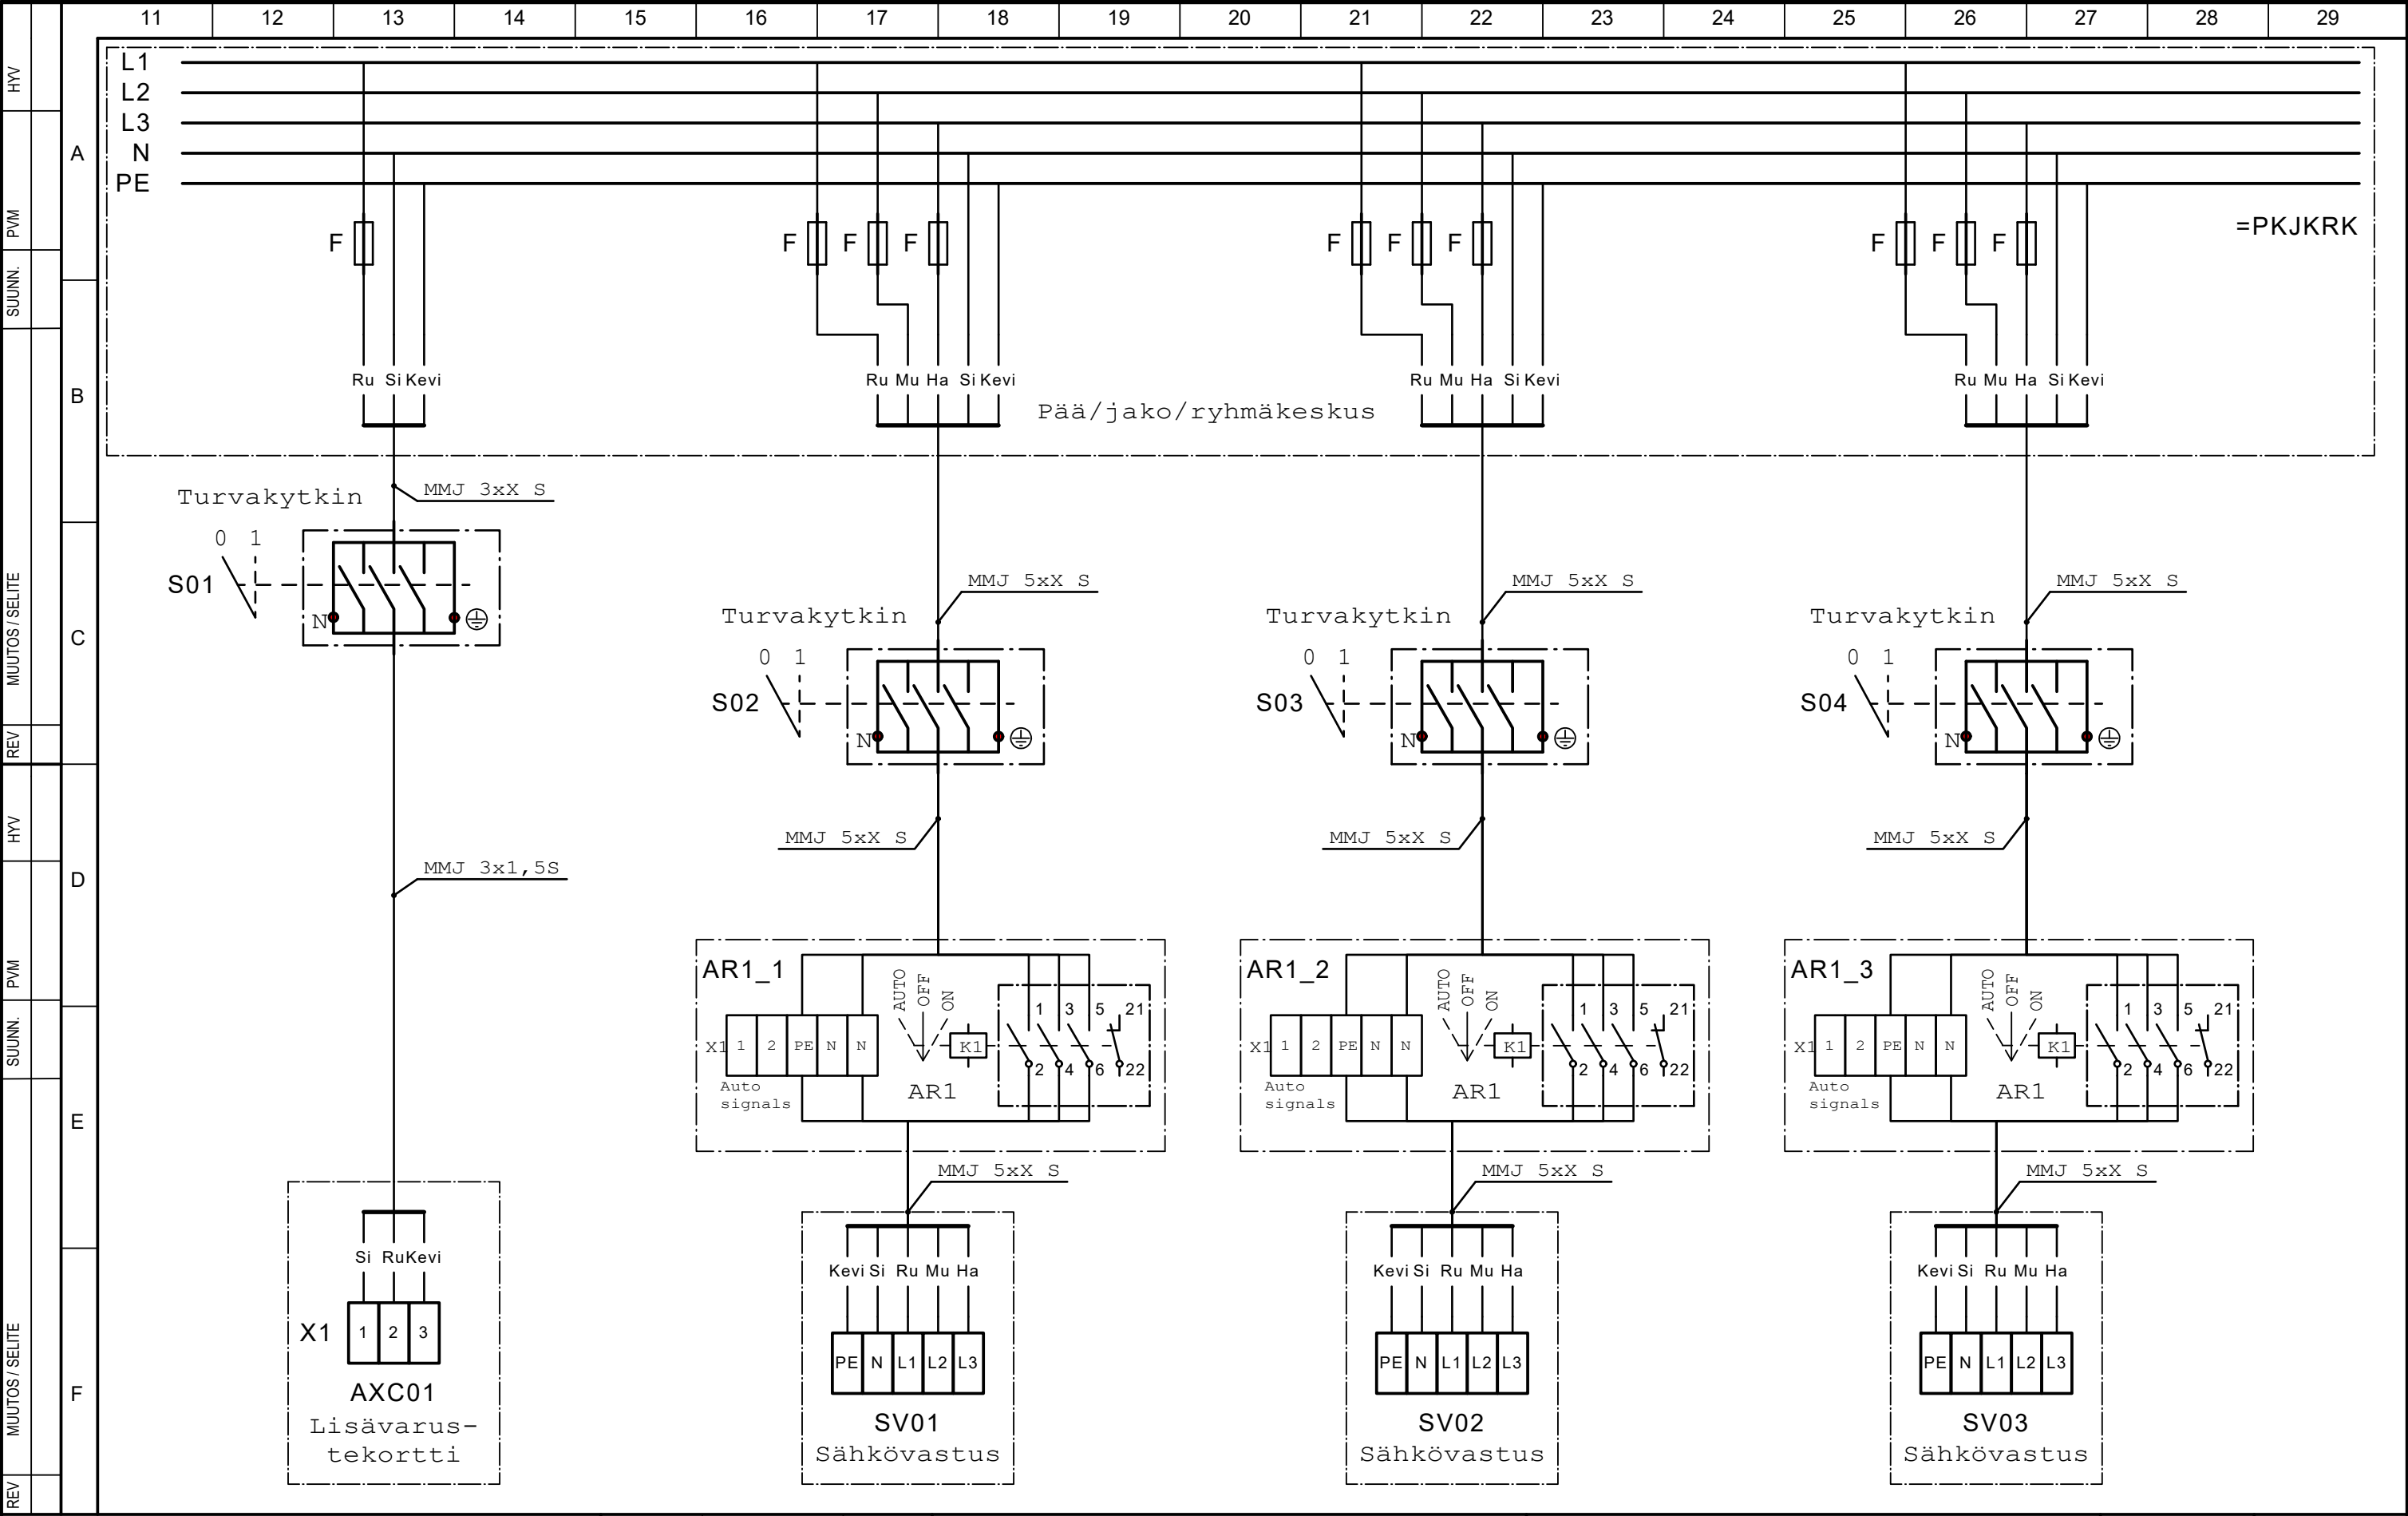 11 12 13 14 15 16 17 18 19 20 21 22 23 24 25 26 27 28 29
HYV
PVM
SUUNN.
MUUTOS / SELITE
REV
HYV
PVM
SUUNN.
MUUTOS / SELITE
REV
A
B
C
D
E
F
L1
L2
L3
N
PE
F F F F F F F F F F
=PKJKRK
Ru Si Kevi
Ru Mu Ha Si Kevi
Ru Mu Ha Si Kevi
Ru Mu Ha Si Kevi
Pää/jako/ryhmäkeskus
MMJ 3xX S
Turvakytkin
0 1
S01
N
MMJ 5xX S
MMJ 5xX S
MMJ 5xX S
Turvakytkin
Turvakytkin
Turvakytkin
0 1
0 1
0 1
S02
S03
S04
N
N
N
MMJ 5xX S
MMJ 5xX S
MMJ 5xX S
MMJ 3x1,5S
AR1_1
AUTO
OFF
ON
1 3 5 21
X1 1 2 PE N N
K1
2 4 6 22
Auto
signals
AR1
AR1_2
AUTO
OFF
ON
1 3 5 21
X1 1 2 PE N N
K1
2 4 6 22
Auto
signals
AR1
AR1_3
AUTO
OFF
ON
1 3 5 21
X1 1 2 PE N N
K1
2 4 6 22
Auto
signals
AR1
MMJ 5xX S
MMJ 5xX S
MMJ 5xX S
Si Ru Kevi
X1 1 2 3
AXC01
Lisävarus-
tekortti
Kevi Si Ru Mu Ha
PE N L1 L2 L3
SV01
Sähkövastus
Kevi Si Ru Mu Ha
PE N L1 L2 L3
SV02
Sähkövastus
Kevi Si Ru Mu Ha
PE N L1 L2 L3
SV03
Sähkövastus